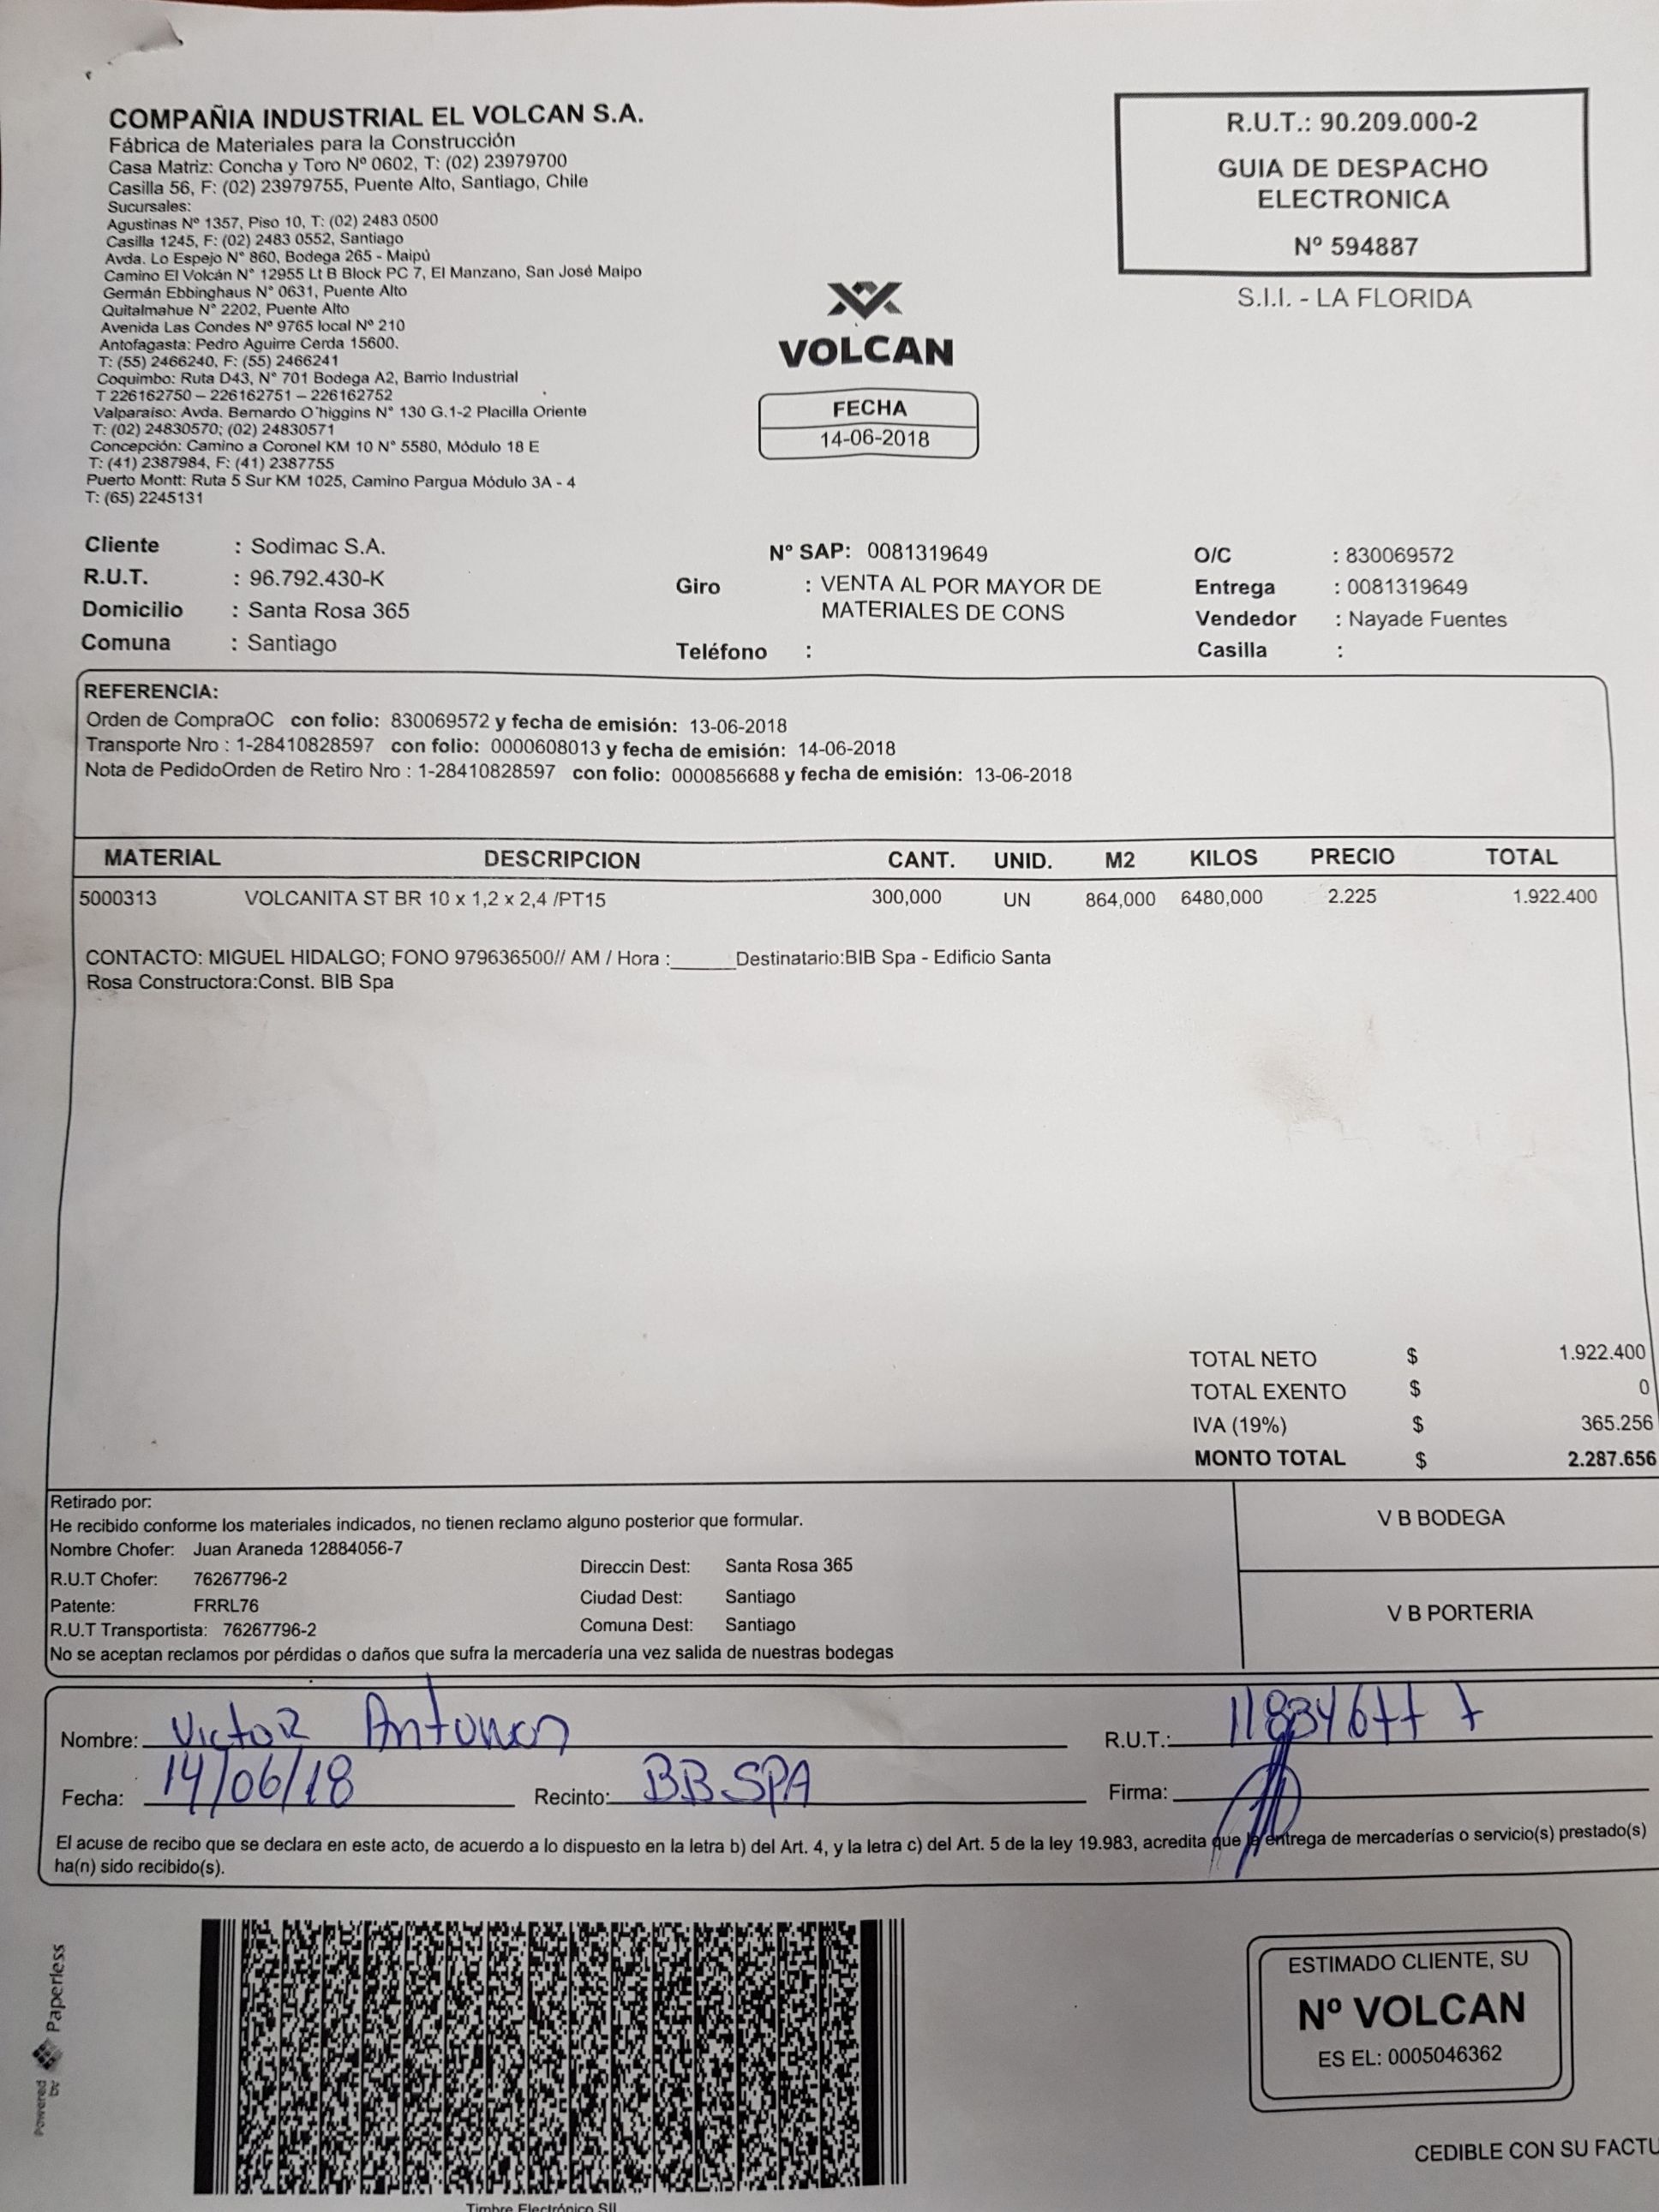 COMPAÑIA INDUSTRIAL EL VOLCAN S.A.
Fábrica de Materiales para la Construcción
Casa Matriz: Concha y Toro Nº 0602, T: (02) 23979700
Casilla 56, F: (02) 23979755, Puente Alto, Santiago, Chile
Sucursales:
Agustinas Nº 1357, Piso 10, T: (02) 2483 0500
Casilla 1245, F: (02) 2483 0552, Santiago
Avda. Lo Espejo N° 860, Bodega 265 - Maipù
Camino El Volcán N° 12955 Lt B Block PC 7, El Manzano, San José Maipo
Germán Ebbinghaus N° 0631, Puente Alto
Quitalmahue N° 2202, Puente Alto
Avenida Las Condes Nº 9765 local Nº 210
Antofagasta: Pedro Aguirre Cerda 15600.
T: (55) 2466240, F: (55) 2466241
Coquimbo: Ruta D43, N° 701 Bodega A2, Barrio Industrial
T 226162750 – 226162751 – 226162752
Valparaíso: Avda. Bernardo O´higgins N° 130 G.1-2 Placilla Oriente
T: (02) 24830570; (02) 24830571
Concepción: Camino a Coronel KM 10 N° 5580, Módulo 18 E
T: (41) 2387984, F: (41) 2387755
Puerto Montt: Ruta 5 Sur KM 1025, Camino Pargua Módulo 3A - 4
T: (65) 2245131
VOLCAN
FECHA
14-06-2018
R.U.T.: 90.209.000-2
GUIA DE DESPACHO
ELECTRONICA
Nº 594887
S.I.I. - LA FLORIDA
Cliente : Sodimac S.A.
R.U.T. : 96.792.430-K
Domicilio : Santa Rosa 365
Comuna : Santiago
Nº SAP: 0081319649
Giro : VENTA AL POR MAYOR DE
MATERIALES DE CONS
Teléfono :
O/C : 830069572
Entrega : 0081319649
Vendedor : Nayade Fuentes
Casilla :
REFERENCIA:
Orden de CompraOC con folio: 830069572 y fecha de emisión: 13-06-2018
Transporte Nro : 1-28410828597 con folio: 0000608013 y fecha de emisión: 14-06-2018
Nota de PedidoOrden de Retiro Nro : 1-28410828597 con folio: 0000856688 y fecha de emisión: 13-06-2018
MATERIAL DESCRIPCION CANT. UNID. M2 KILOS PRECIO TOTAL
5000313 VOLCANITA ST BR 10 x 1,2 x 2,4 /PT15 300,000 UN 864,000 6480,000 2.225 1.922.400
CONTACTO: MIGUEL HIDALGO; FONO 979636500// AM / Hora :______Destinatario:BIB Spa - Edificio Santa
Rosa Constructora:Const. BIB Spa
TOTAL NETO $ 1.922.400
TOTAL EXENTO $ 0
IVA (19%) $ 365.256
MONTO TOTAL $ 2.287.656
Retirado por:
He recibido conforme los materiales indicados, no tienen reclamo alguno posterior que formular.
Nombre Chofer: Juan Araneda 12884056-7
R.U.T Chofer: 76267796-2
Patente: FRRL76
R.U.T Transportista: 76267796-2
Direccin Dest: Santa Rosa 365
Ciudad Dest: Santiago
Comuna Dest: Santiago
No se aceptan reclamos por pérdidas o daños que sufra la mercadería una vez salida de nuestras bodegas
V B BODEGA
V B PORTERIA
Nombre: Victor
R.U.T.: 11834677 7
Fecha: 14/06/18 Recinto: BB SPA Firma:
El acuse de recibo que se declara en este acto, de acuerdo a lo dispuesto en la letra b) del Art. 4, y la letra c) del Art. 5 de la ley 19.983, acredita que la entrega de mercaderías o servicio(s) prestado(s)
ha(n) sido recibido(s).
Powered by Paperless
Timbre Electrónico SII
ESTIMADO CLIENTE, SU
Nº VOLCAN
ES EL: 0005046362
CEDIBLE CON SU FACTU